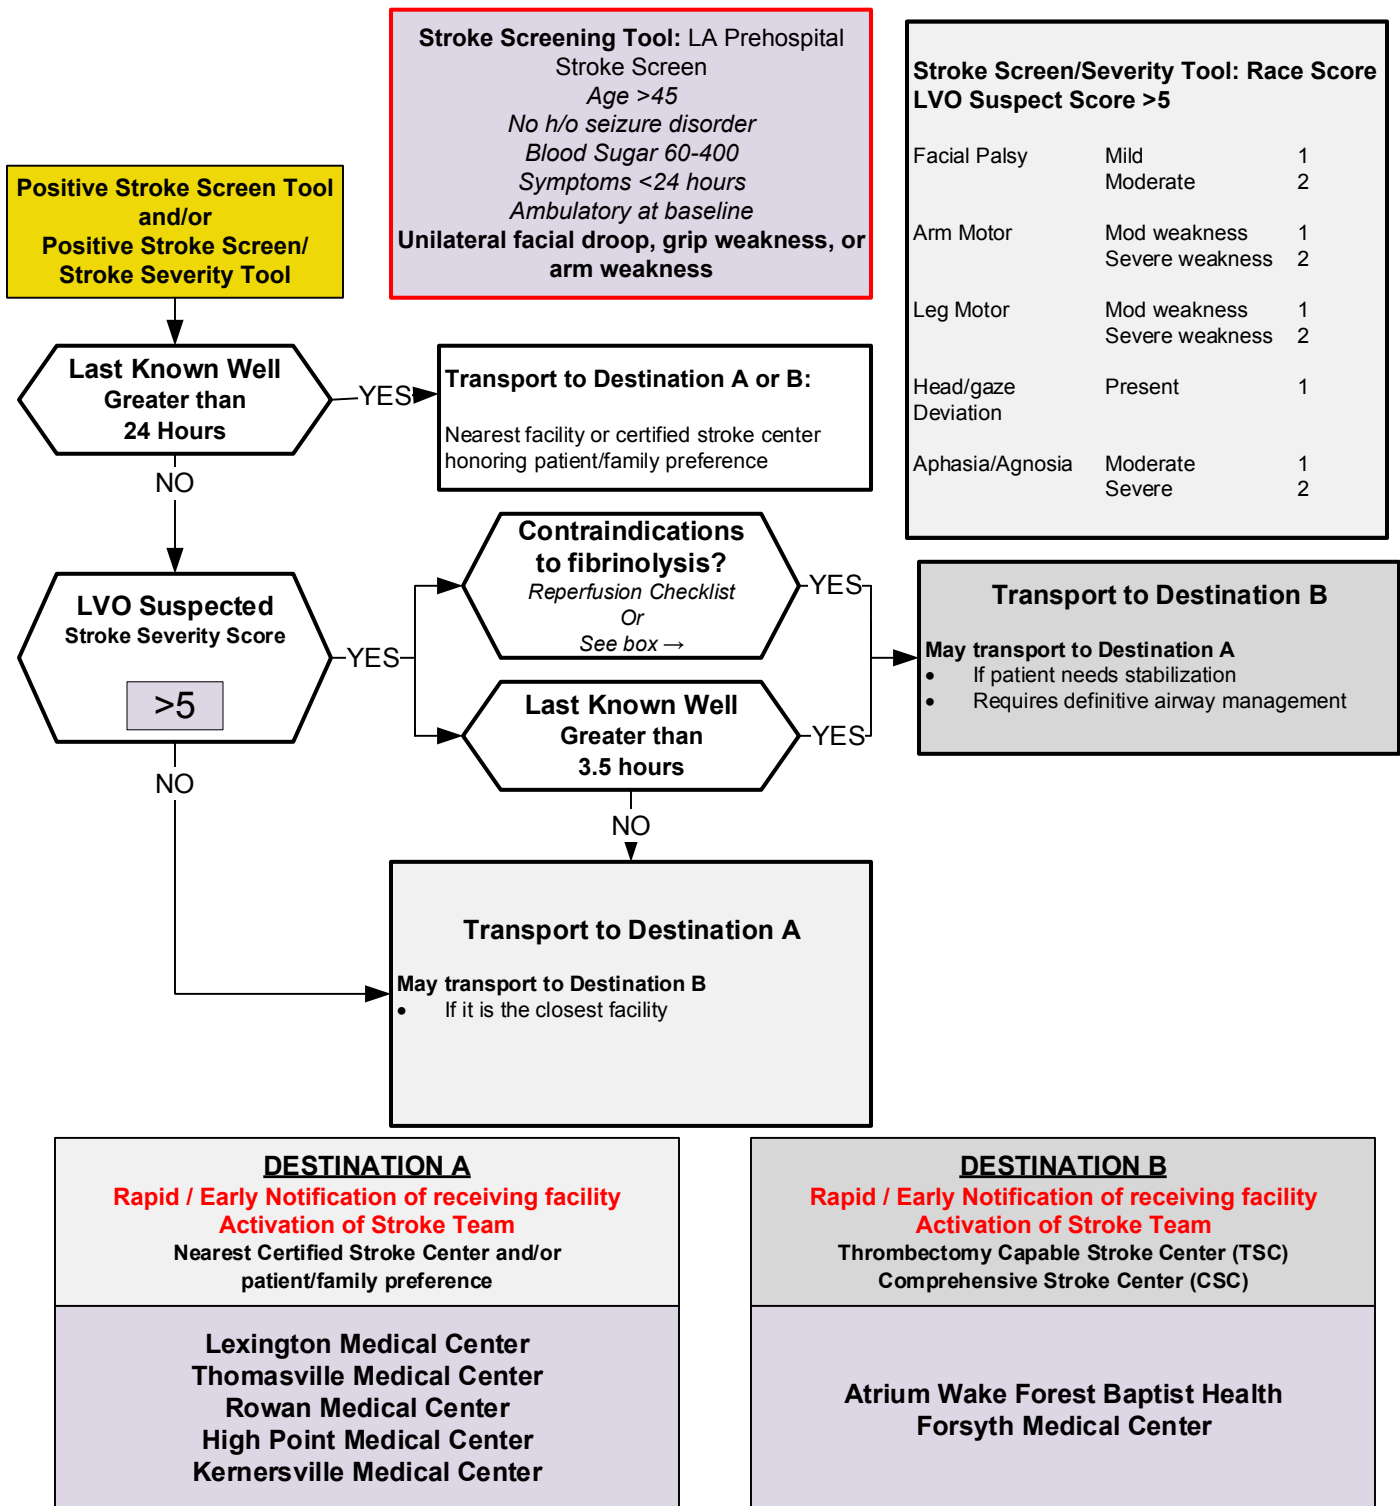 Stroke Screening Tool: LA Prehospital
Stroke Screen
Age >45
No h/o seizure disorder
Blood Sugar 60-400
Symptoms <24 hours
Ambulatory at baseline
Unilateral facial droop, grip weakness, or
arm weakness
Stroke Screen/Severity Tool: Race Score
LVO Suspect Score >5
Facial Palsy Mild 1
Moderate 2
Arm Motor Mod weakness 1
Severe weakness 2
Leg Motor Mod weakness 1
Severe weakness 2
Head/gaze Present 1
Deviation
Aphasia/Agnosia Moderate 1
Severe 2
Positive Stroke Screen Tool
and/or
Positive Stroke Screen/
Stroke Severity Tool
Last Known Well
Greater than
24 Hours
YES
Transport to Destination A or B:
Nearest facility or certified stroke center
honoring patient/family preference
NO
LVO Suspected
Stroke Severity Score
>5
YES
Contraindications
to fibrinolysis?
Reperfusion Checklist
Or
See box →
YES
Last Known Well
Greater than
3.5 hours
YES
Transport to Destination B
May transport to Destination A
• If patient needs stabilization
• Requires definitive airway management
NO
NO
Transport to Destination A
May transport to Destination B
• If it is the closest facility
DESTINATION A
Rapid / Early Notification of receiving facility
Activation of Stroke Team
Nearest Certified Stroke Center and/or
patient/family preference
Lexington Medical Center
Thomasville Medical Center
Rowan Medical Center
High Point Medical Center
Kernersville Medical Center
DESTINATION B
Rapid / Early Notification of receiving facility
Activation of Stroke Team
Thrombectomy Capable Stroke Center (TSC)
Comprehensive Stroke Center (CSC)
Atrium Wake Forest Baptist Health
Forsyth Medical Center